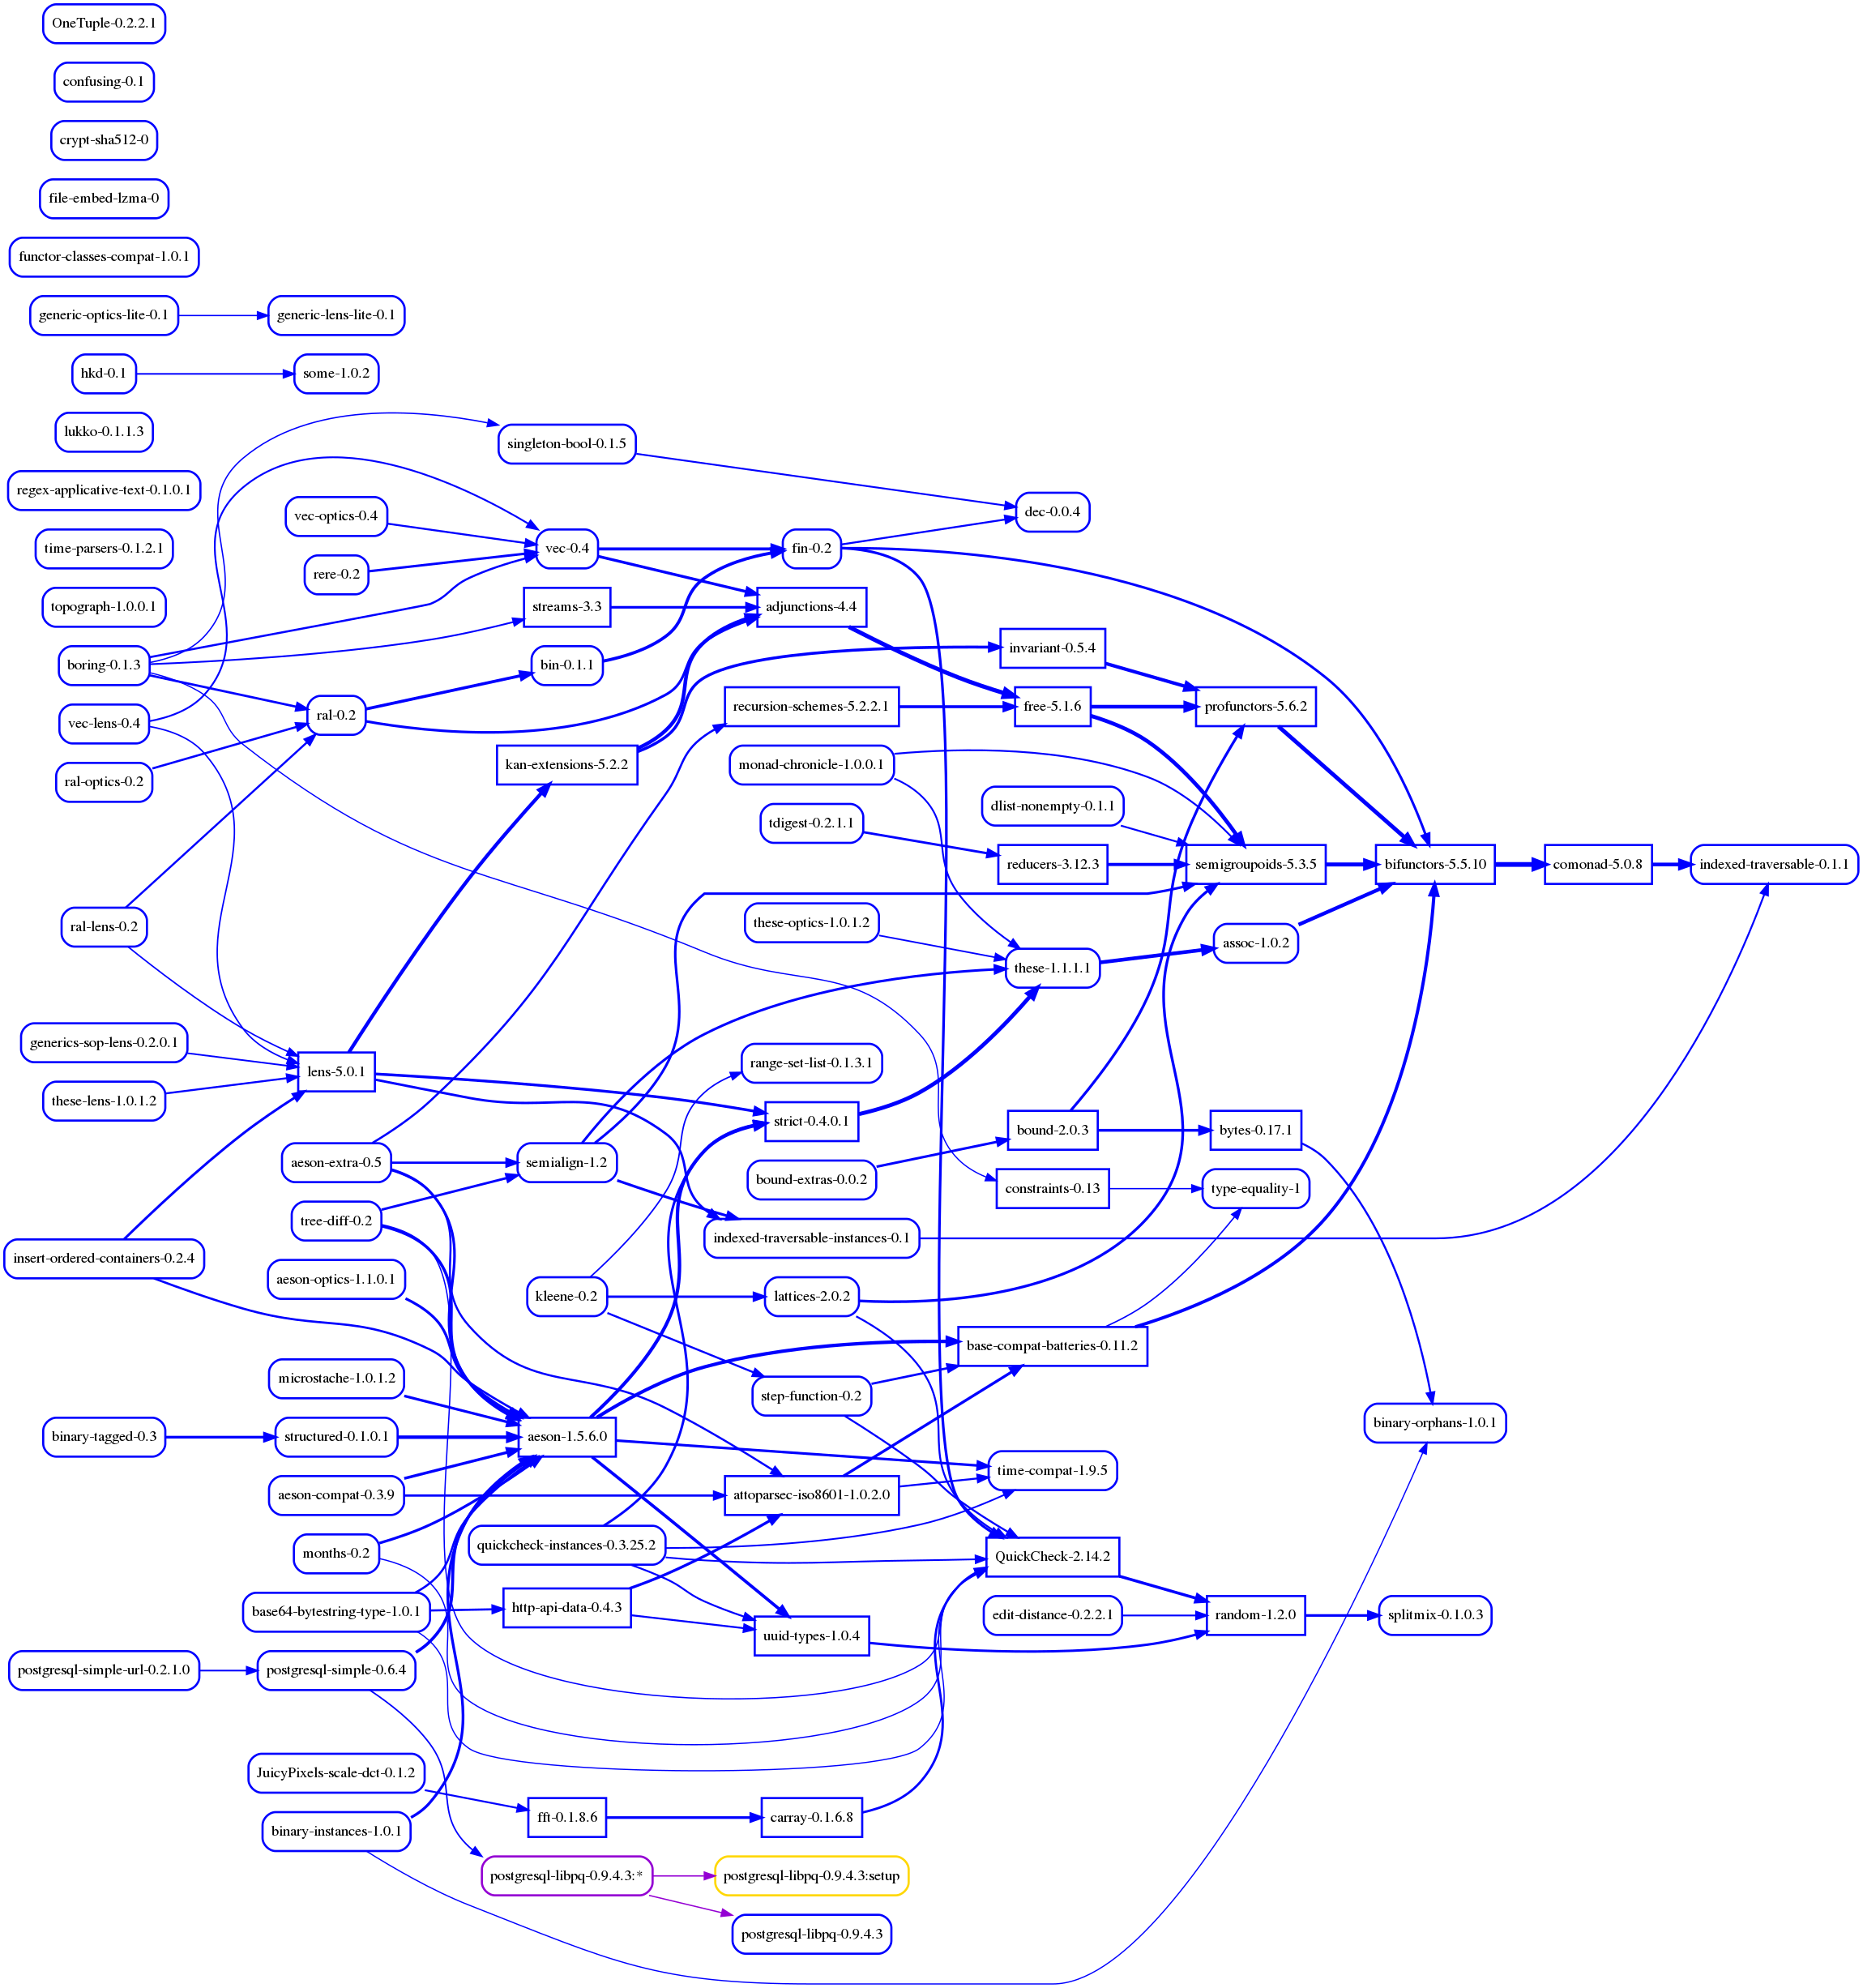 OneTuple-0.2.2.1
confusing-0.1
crypt-sha512-0
file-embed-lzma-0
functor-classes-compat-1.0.1
generic-optics-lite-0.1
generic-lens-lite-0.1
hkd-0.1
some-1.0.2
lukko-0.1.1.3
singleton-bool-0.1.5
regex-applicative-text-0.1.0.1
vec-optics-0.4
dec-0.0.4
time-parsers-0.1.2.1
vec-0.4
fin-0.2
rere-0.2
topograph-1.0.0.1
streams-3.3
adjunctions-4.4
boring-0.1.3
bin-0.1.1
invariant-0.5.4
vec-lens-0.4
ral-0.2
recursion-schemes-5.2.2.1
free-5.1.6
profunctors-5.6.2
ral-optics-0.2
kan-extensions-5.2.2
monad-chronicle-1.0.0.1
dlist-nonempty-0.1.1
tdigest-0.2.1.1
reducers-3.12.3
semigroupoids-5.3.5
bifunctors-5.5.10
comonad-5.0.8
indexed-traversable-0.1.1
ral-lens-0.2
these-optics-1.0.1.2
assoc-1.0.2
these-1.1.1.1
generics-sop-lens-0.2.0.1
lens-5.0.1
range-set-list-0.1.3.1
these-lens-1.0.1.2
strict-0.4.0.1
bound-2.0.3
bytes-0.17.1
aeson-extra-0.5
semialign-1.2
bound-extras-0.0.2
constraints-0.13
type-equality-1
tree-diff-0.2
indexed-traversable-instances-0.1
insert-ordered-containers-0.2.4
aeson-optics-1.1.0.1
kleene-0.2
lattices-2.0.2
base-compat-batteries-0.11.2
microstache-1.0.1.2
step-function-0.2
binary-orphans-1.0.1
binary-tagged-0.3
structured-0.1.0.1
aeson-1.5.6.0
time-compat-1.9.5
aeson-compat-0.3.9
attoparsec-iso8601-1.0.2.0
months-0.2
quickcheck-instances-0.3.25.2
QuickCheck-2.14.2
base64-bytestring-type-1.0.1
http-api-data-0.4.3
uuid-types-1.0.4
edit-distance-0.2.2.1
random-1.2.0
splitmix-0.1.0.3
postgresql-simple-url-0.2.1.0
postgresql-simple-0.6.4
JuicyPixels-scale-dct-0.1.2
fft-0.1.8.6
carray-0.1.6.8
binary-instances-1.0.1
postgresql-libpq-0.9.4.3:*
postgresql-libpq-0.9.4.3:setup
postgresql-libpq-0.9.4.3